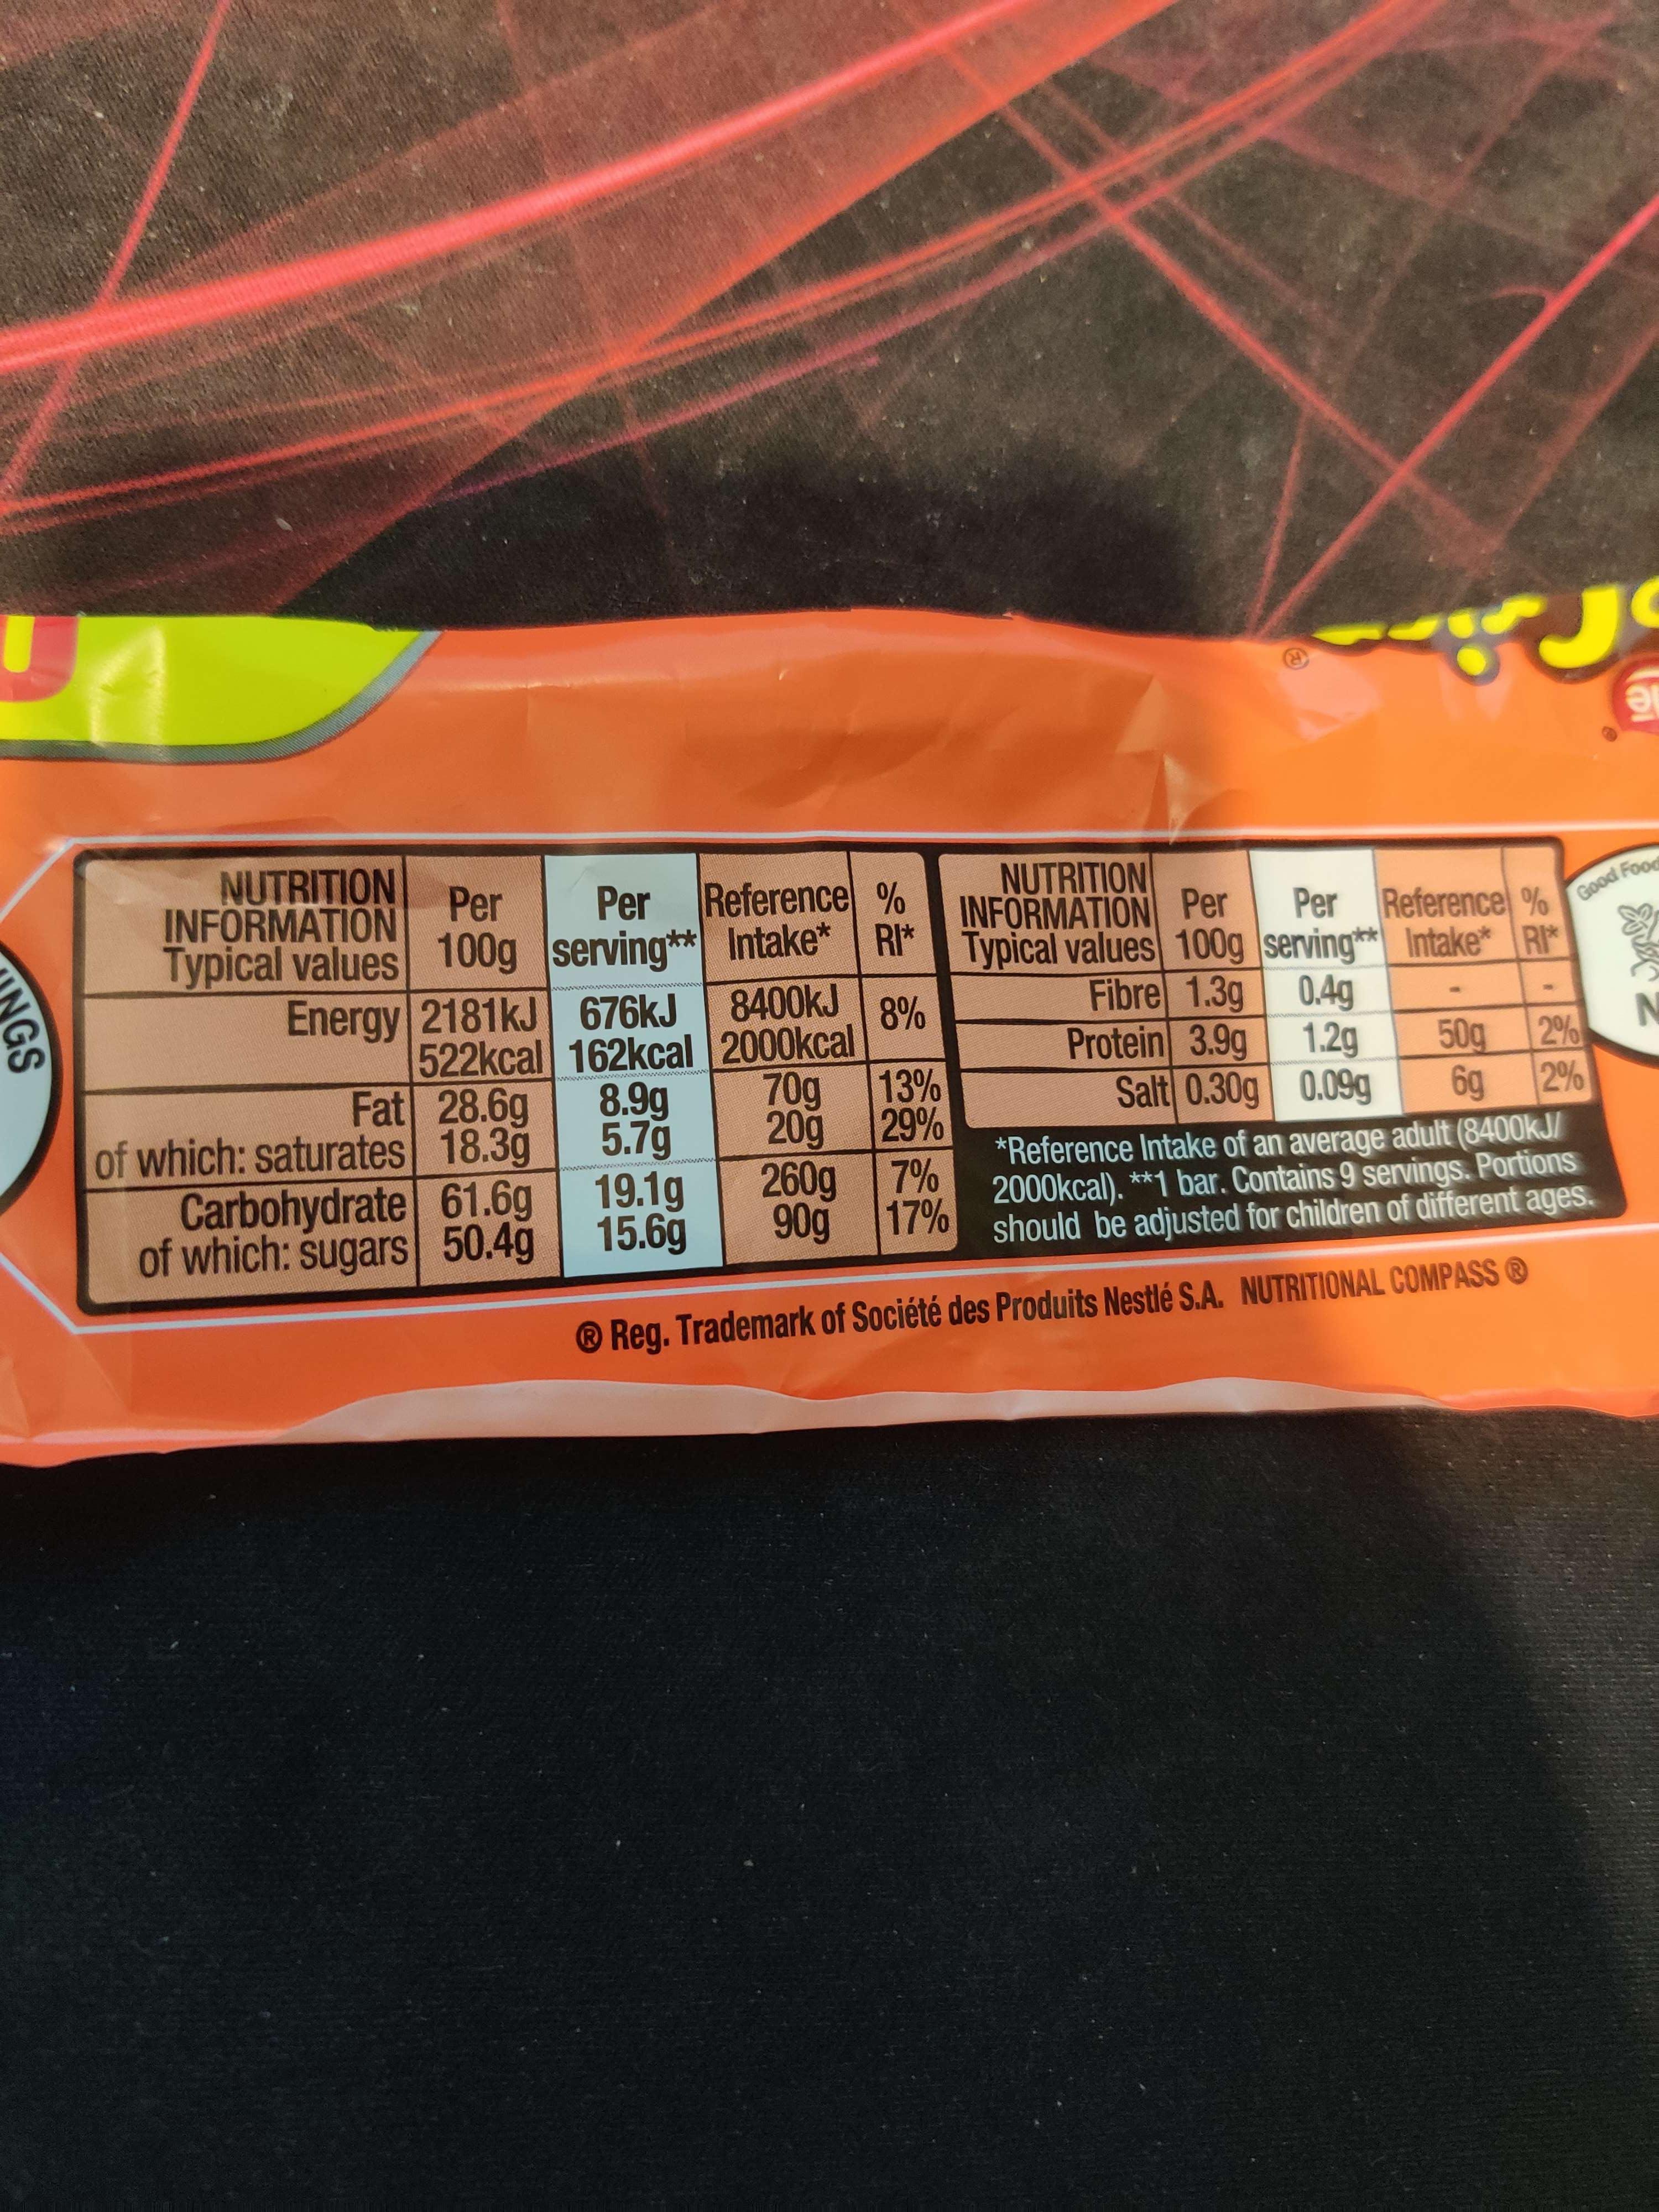 ®
®
INGS
NUTRITION
INFORMATION
Typical values
Per
100g
Per
serving**
Reference
Intake*
%
RI*
Energy 2181kJ 676kJ 8400kJ 8%
522kcal 162kcal 2000kcal
Fat 28.6g 8.9g 70g 13%
of which: saturates 18.3g 5.7g 20g 29%
Carbohydrate 61.6g 19.1g 260g 7%
of which: sugars 50.4g 15.6g 90g 17%
NUTRITION
INFORMATION
Typical values
Per
100g
Per
serving**
Reference
Intake*
%
RI*
Fibre 1.3g 0.4g - -
Protein 3.9g 1.2g 50g 2%
Salt 0.30g 0.09g 6g 2%
*Reference Intake of an average adult (8400kJ/
2000kcal). **1 bar. Contains 9 servings. Portions
should be adjusted for children of different ages.
Good Food
N
® Reg. Trademark of Société des Produits Nestlé S.A. NUTRITIONAL COMPASS ®